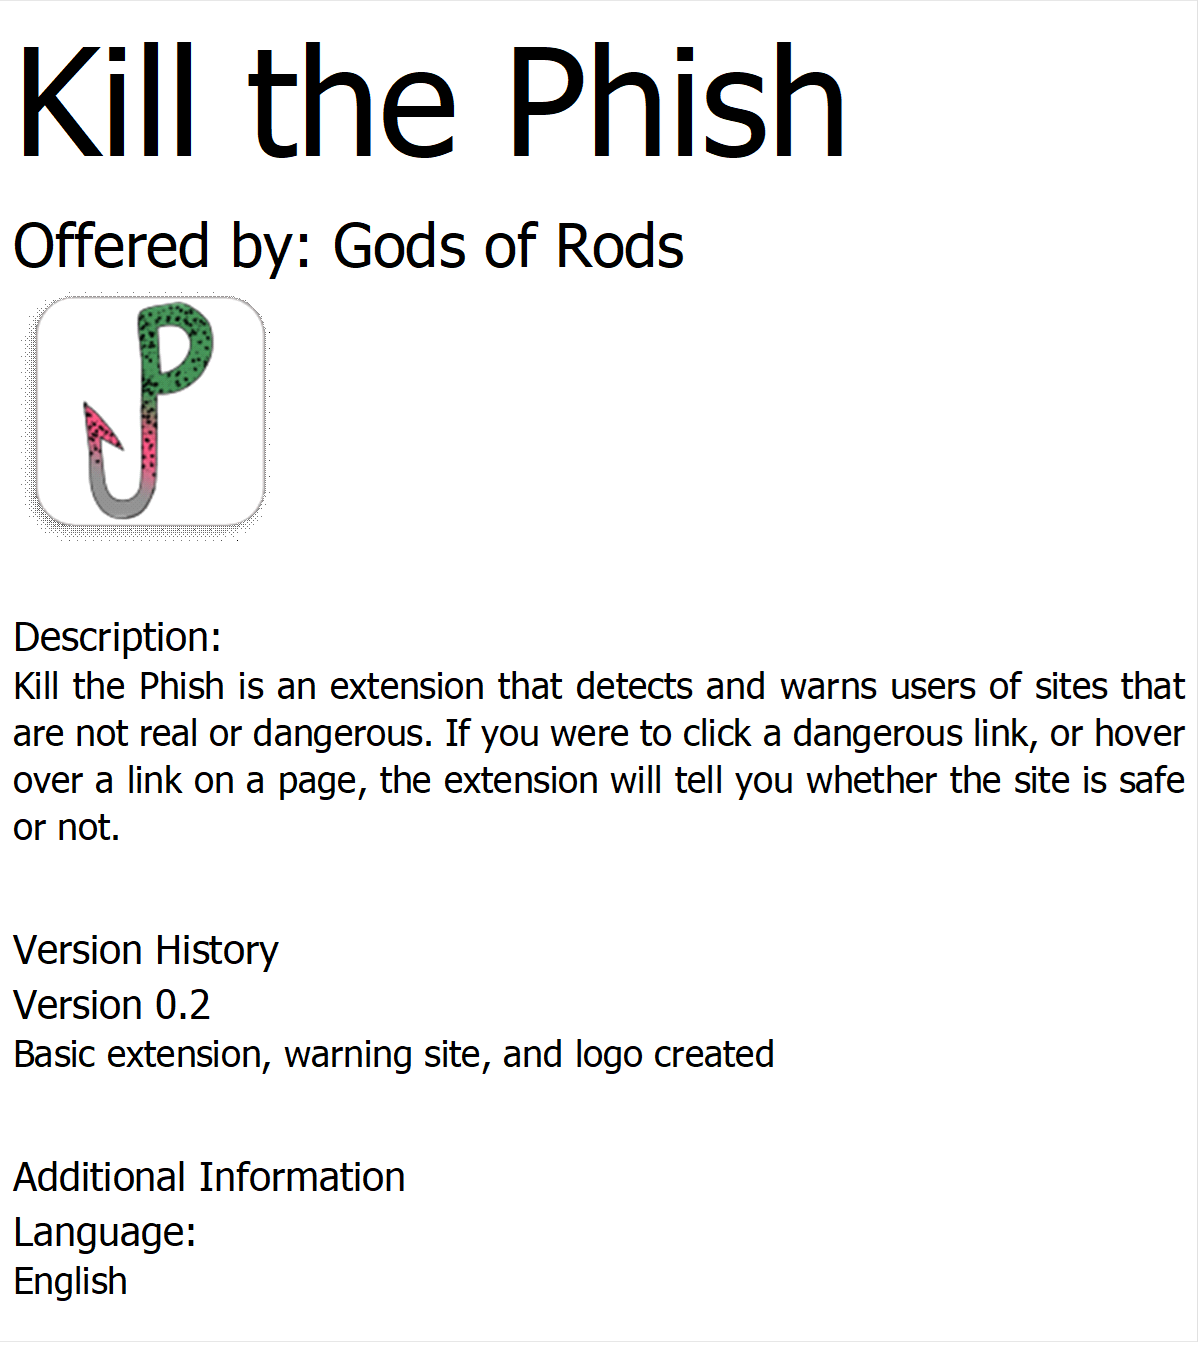 Kill the Phish
Offered by: Gods of Rods
P
Description:
Kill the Phish is an extension that detects and warns users of sites that
are not real or dangerous. If you were to click a dangerous link, or hover
over a link on a page, the extension will tell you whether the site is safe
or not.
Version History
Version 0.2
Basic extension, warning site, and logo created
Additional Information
Language:
English